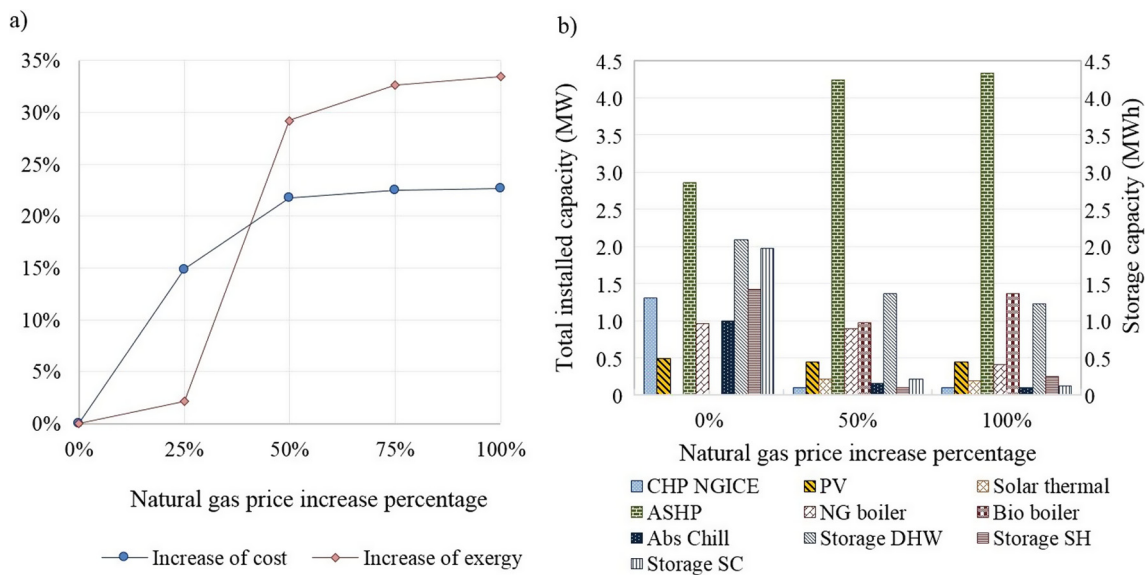 a)
35%
30%
25%
20%
15%
10%
5%
0%
0% 25% 50% 75% 100%
Natural gas price increase percentage
Increase of cost Increase of exergy
b)
Total installed capacity (MW)
4.5
4.0
3.5
3.0
2.5
2.0
1.5
1.0
0.5
0
4.5
4.0
3.5
3.0
2.5
2.0
1.5
1.0
0.5
0
Storage capacity (MWh)
0% 50% 100%
Natural gas price increase percentage
CHP NGICE PV Solar thermal
ASHP NG boiler Bio boiler
Abs Chill Storage DHW Storage SH
Storage SC